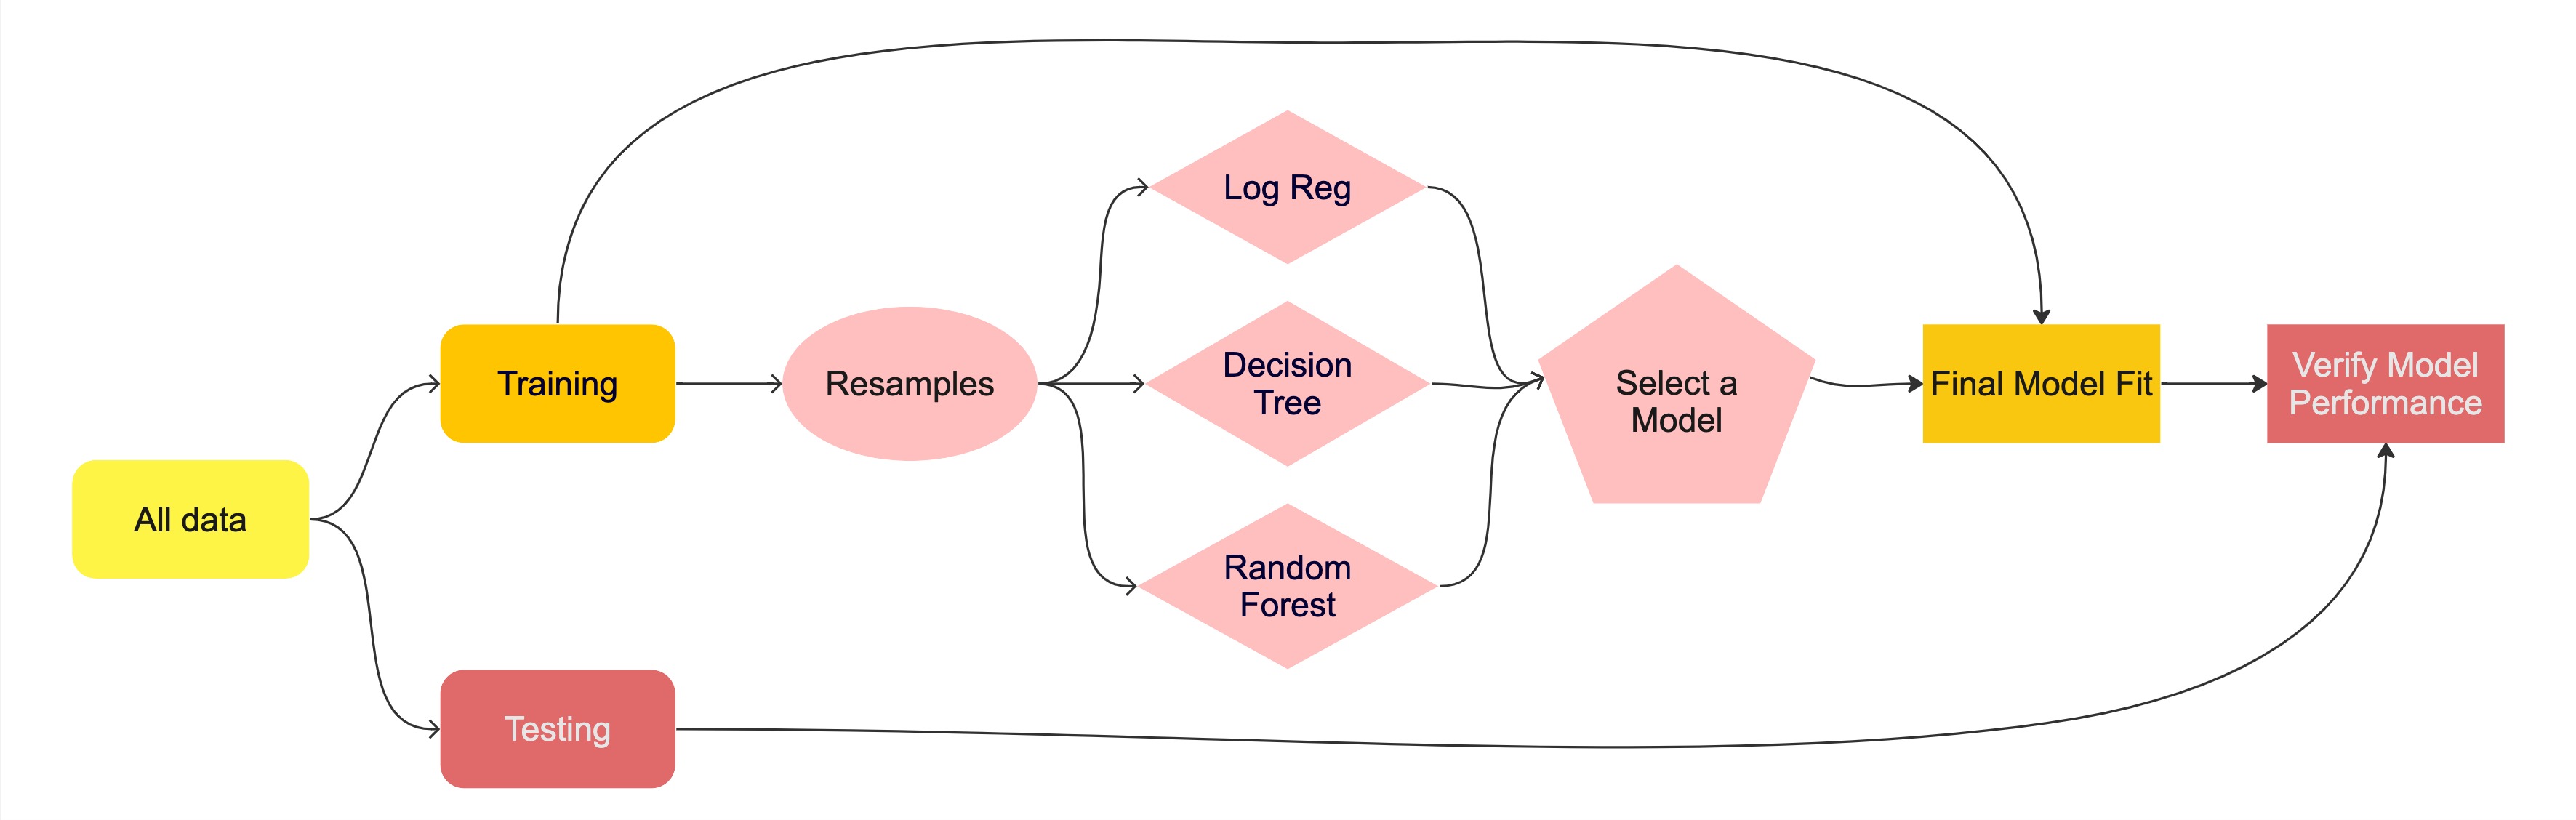 All data
Training
Testing
Resamples
Log Reg
Decision
Tree
Random
Forest
Select a
Model
Final Model Fit
Verify Model
Performance